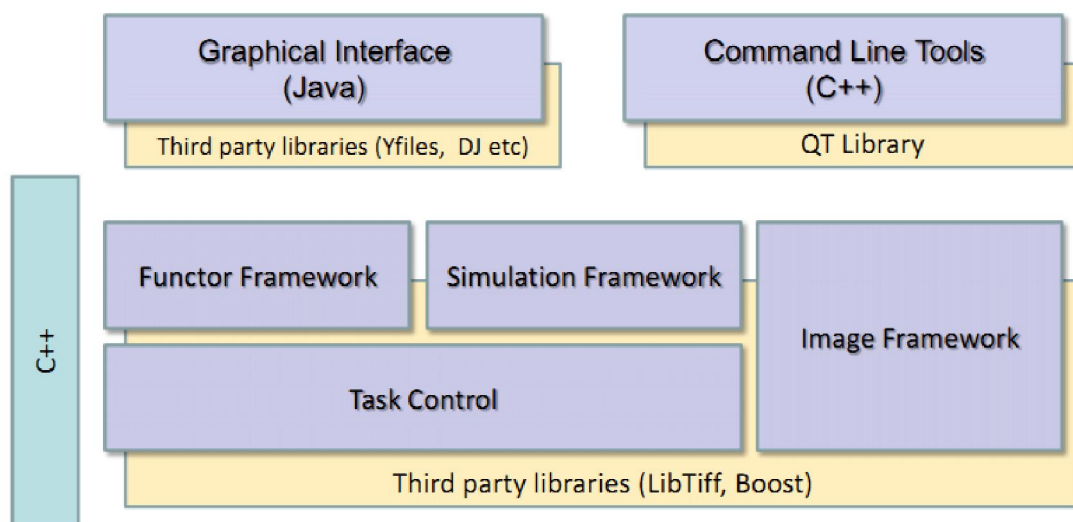 Graphical Interface
(Java)
Command Line Tools
(C++)
Third party libraries (Yfiles, DJ etc)
QT Library
C++
Functor Framework
Simulation Framework
Image Framework
Task Control
Third party libraries (LibTiff, Boost)